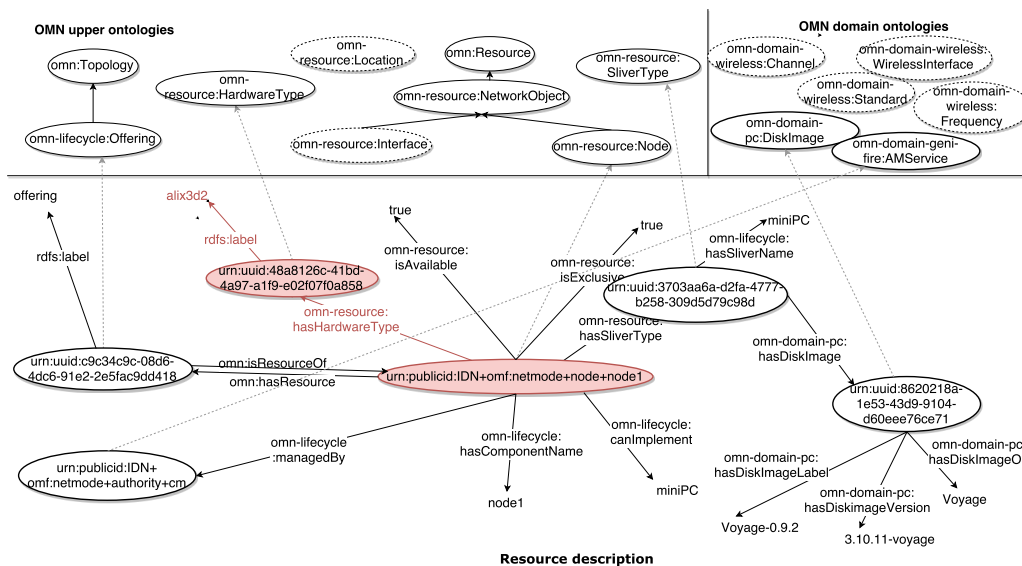 OMN upper ontologies
OMN domain ontologies
omn:Topology
omn-
resource:HardwareType
omn-
resource:Location
omn:Resource
omn-resource:
SliverType
omn-resource:NetworkObject
omn-lifecycle:Offering
omn-resource:Interface
omn-resource:Node
omn-domain-
wireless:Channel
omn-domain-wireless:
WirelessInterface
omn-domain-
wireless:Standard
omn-domain-
wireless:
Frequency
omn-domain-
pc:DiskImage
omn-domain-geni-
fire:AMService
offering
rdfs:label
alix3d2
rdfs:label
urn:uuid:48a8126c-41bd-
4a97-a1f9-e02f07f0a858
omn-resource:
hasHardwareType
true
omn-resource:
isAvailable
true
omn-resource:
isExclusive
miniPC
omn-lifecycle:
hasSliverName
urn:uuid:3703aa6a-d2fa-4777-
b258-309d5d79c98d
omn-resource:
hasSliverType
omn-domain-pc:
hasDiskImage
urn:uuid:c9c34c9c-08d6-
4dc6-91e2-2e5fac9dd418
omn:isResourceOf
omn:hasResource
urn:publicid:IDN+omf:netmode+node+node1
urn:uuid:8620218a-
1e53-43d9-9104-
d60eee76ce71
omn-lifecycle
:managedBy
urn:publicid:IDN+
omf:netmode+authority+cm
omn-lifecycle:
hasComponentName
node1
omn-lifecycle:
canImplement
miniPC
omn-domain-pc:
hasDiskImageLabel
Voyage-0.9.2
omn-domain-pc:
hasDiskimageVersion
3.10.11-voyage
omn-domain-pc
hasDiskImageO
Voyage
Resource description